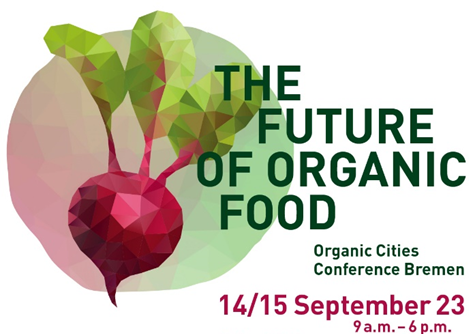 THE
FUTURE
OF ORGANIC
FOOD
Organic Cities
Conference Bremen
14/15 September 23
9 a.m. – 6 p.m.